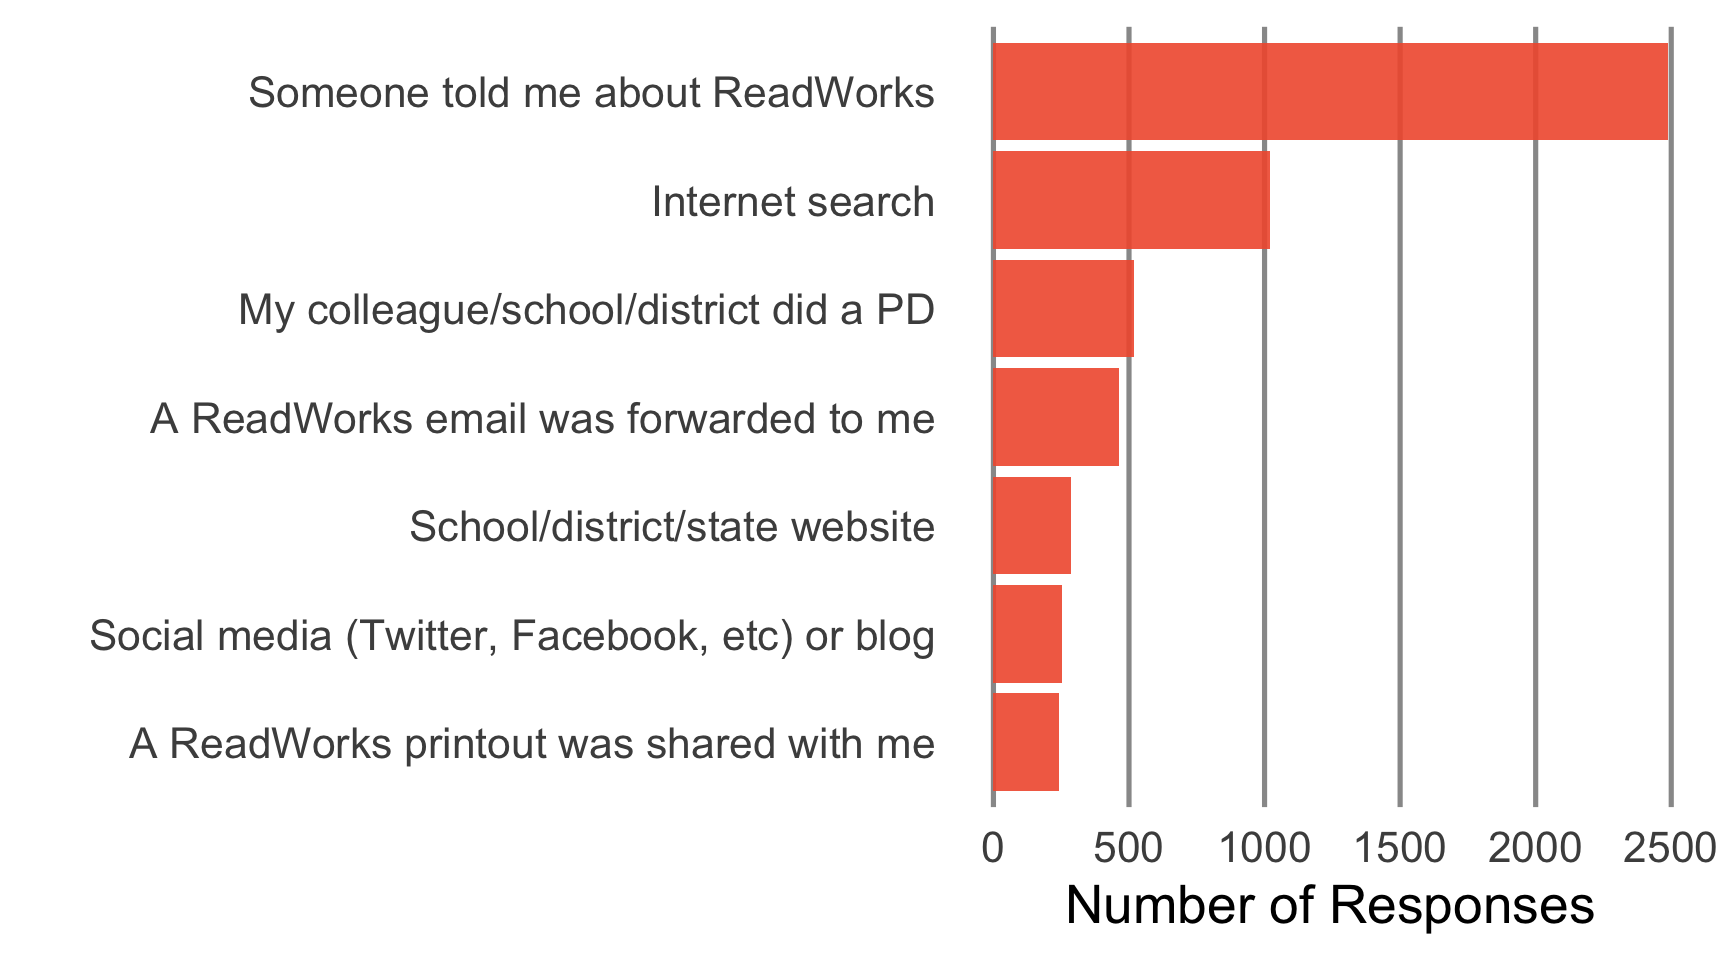 Someone told me about ReadWorks
Internet search
My colleague/school/district did a PD
A ReadWorks email was forwarded to me
School/district/state website
Social media (Twitter, Facebook, etc) or blog
A ReadWorks printout was shared with me
0 500 1000 1500 2000 2500
Number of Responses